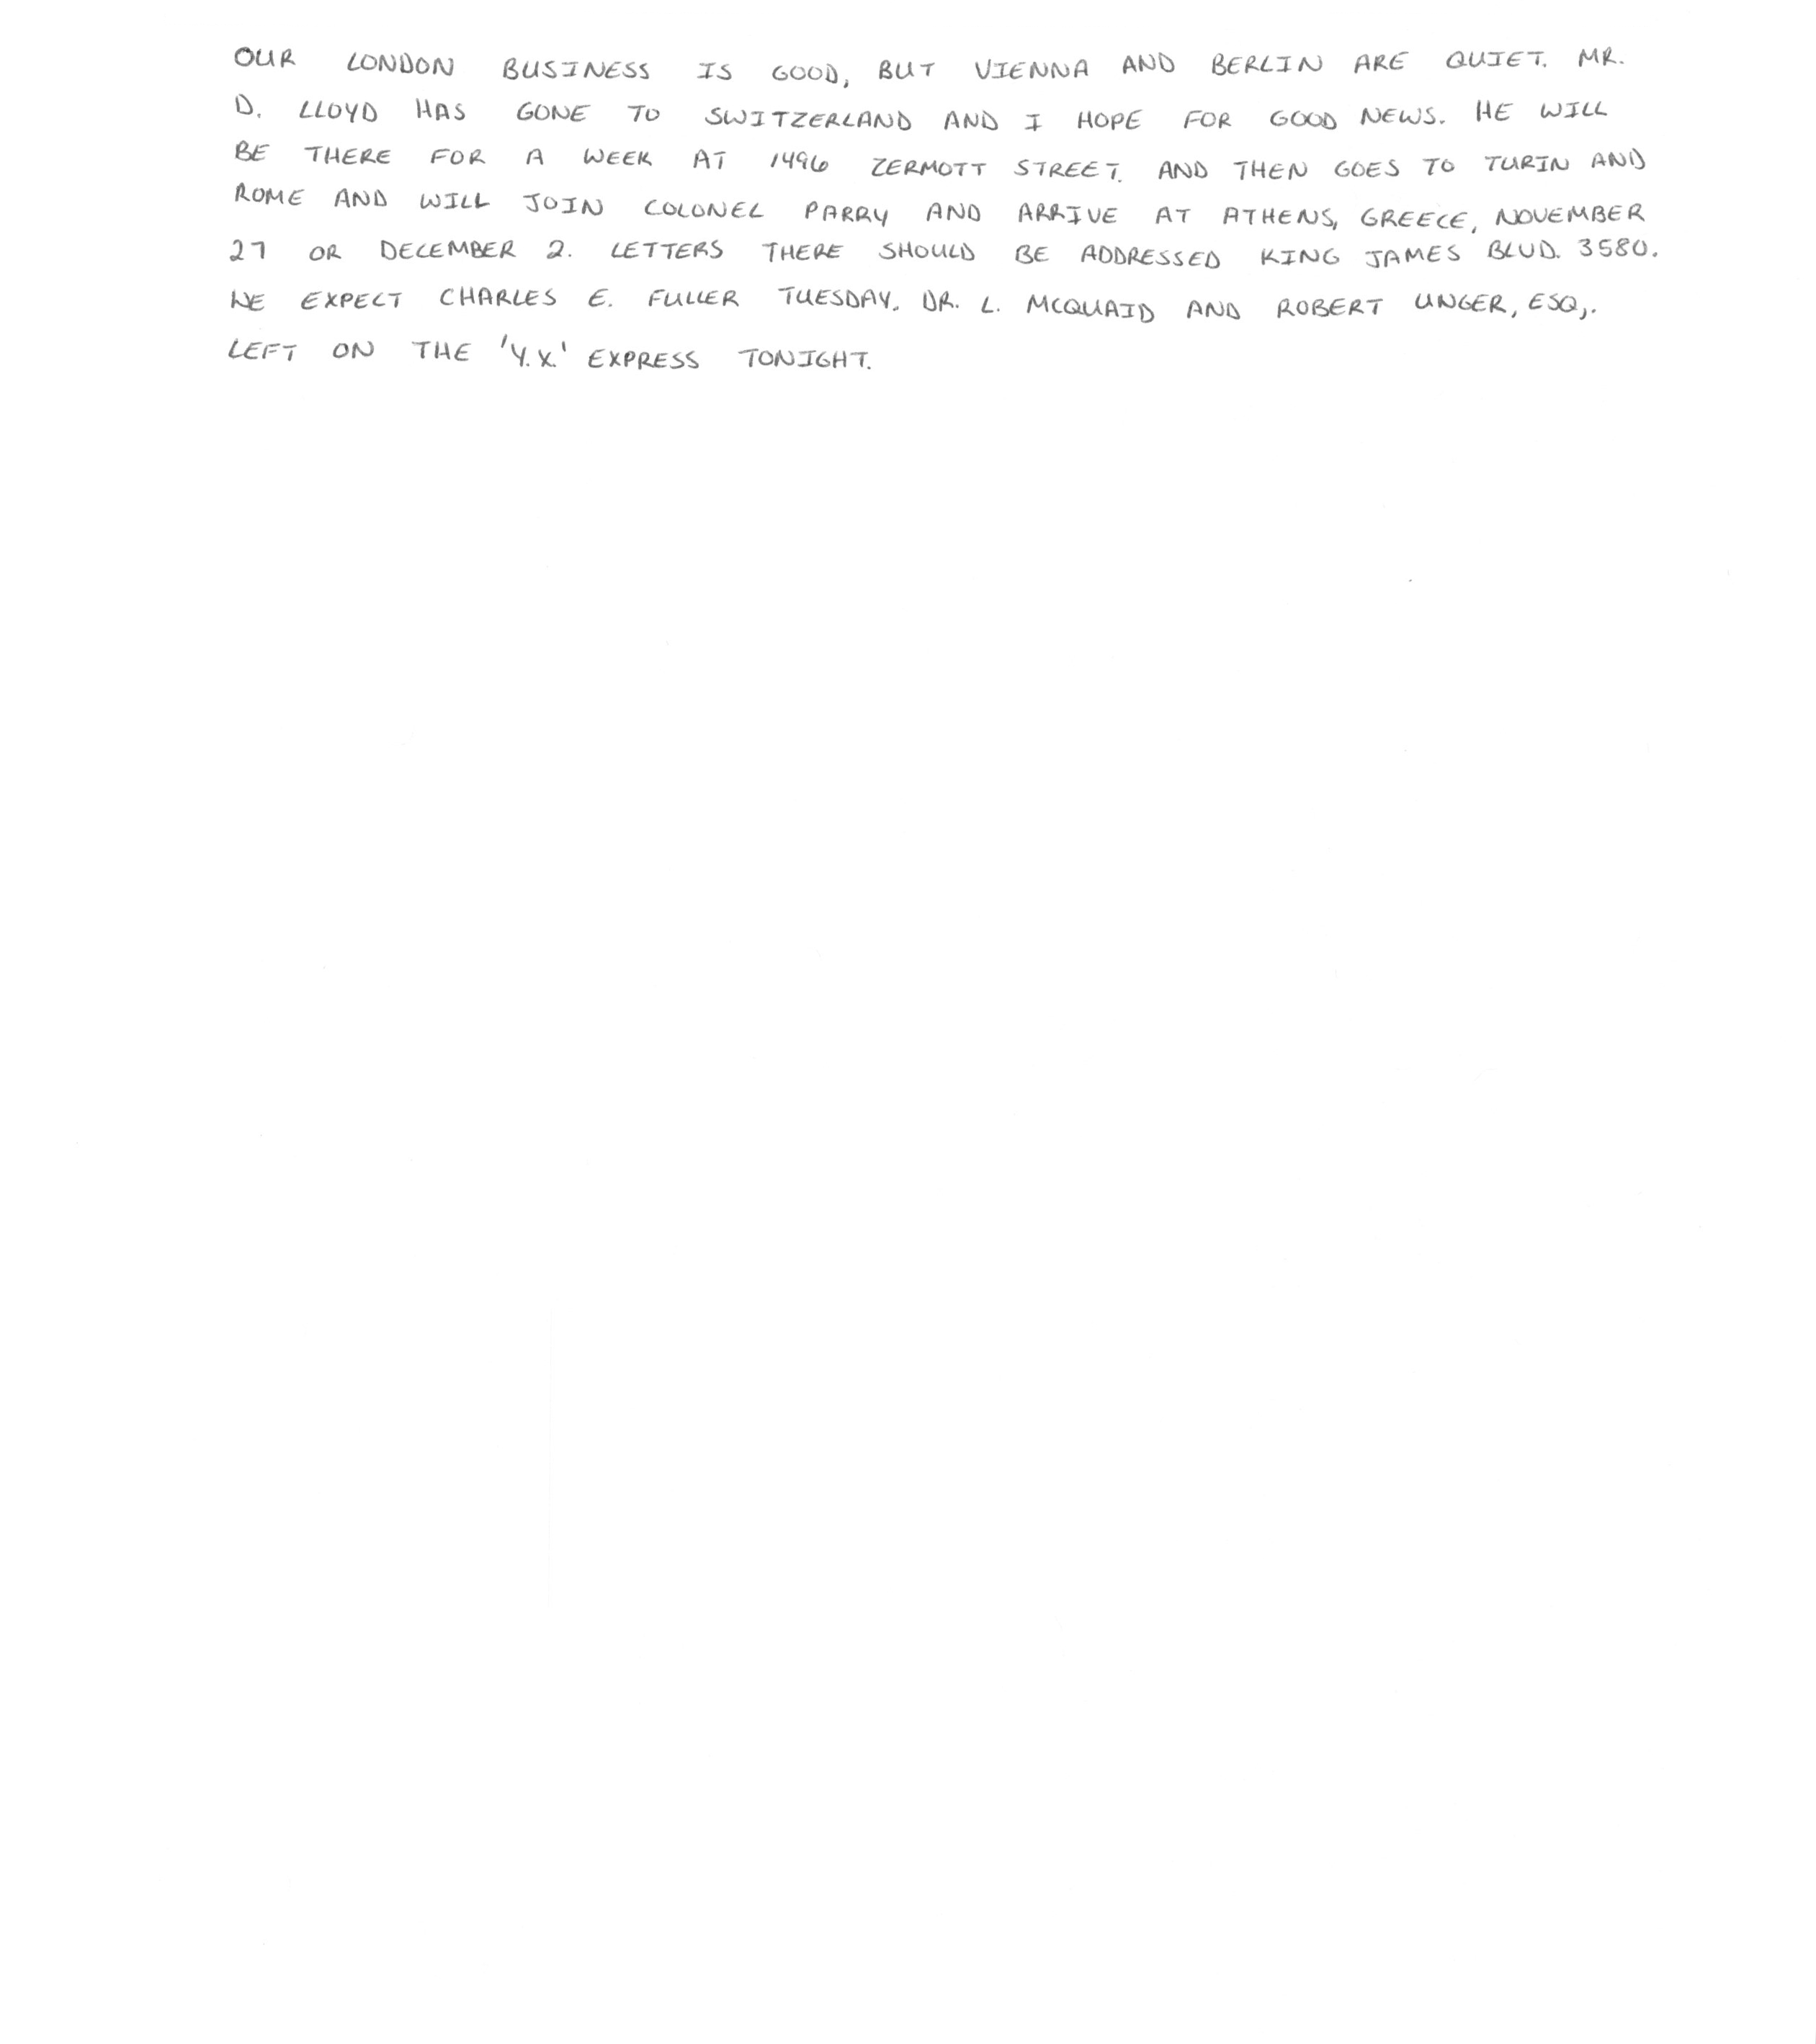 OUR LONDON BUSINESS IS GOOD, BUT VIENNA AND BERLIN ARE QUIET. MR.
D. LLOYD HAS GONE TO SWITZERLAND AND I HOPE FOR GOOD NEWS. HE WILL
BE THERE FOR A WEEK AT 1496 ZERMOTT STREET. AND THEN GOES TO TURIN AND
ROME AND WILL JOIN COLONEL PARRY AND ARRIVE AT ATHENS, GREECE, NOVEMBER
27 OR DECEMBER 2. LETTERS THERE SHOULD BE ADDRESSED KING JAMES BLVD. 3580.
WE EXPECT CHARLES E. FULLER TUESDAY. DR. L. MCQUAID AND ROBERT UNGER, ESQ,.
LEFT ON THE 'Y.X.' EXPRESS TONIGHT.